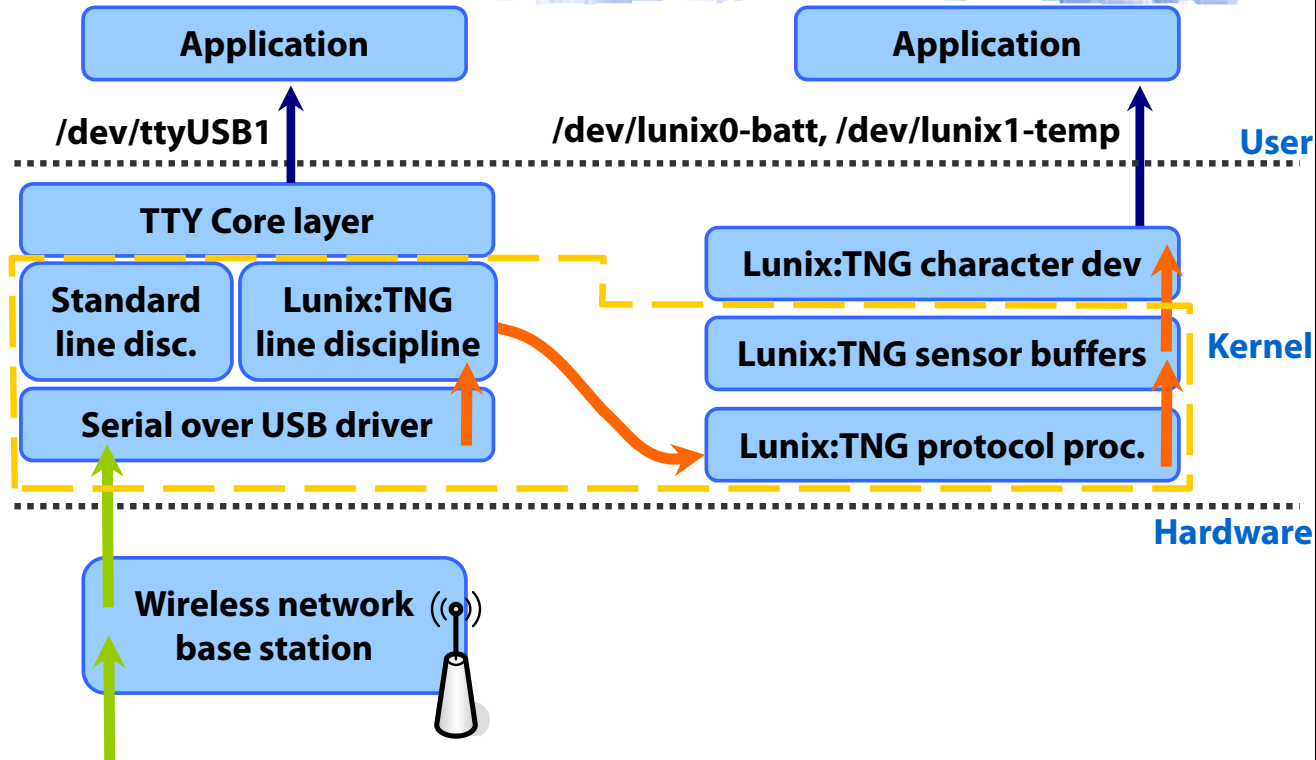 Application
Application
/dev/ttyUSB1
/dev/lunix0-batt, /dev/lunix1-temp
User
TTY Core layer
Standard
line disc.
Lunix:TNG
line discipline
Serial over USB driver
Lunix:TNG character dev
Lunix:TNG sensor buffers
Lunix:TNG protocol proc.
Kernel
Hardware
Wireless network
base station